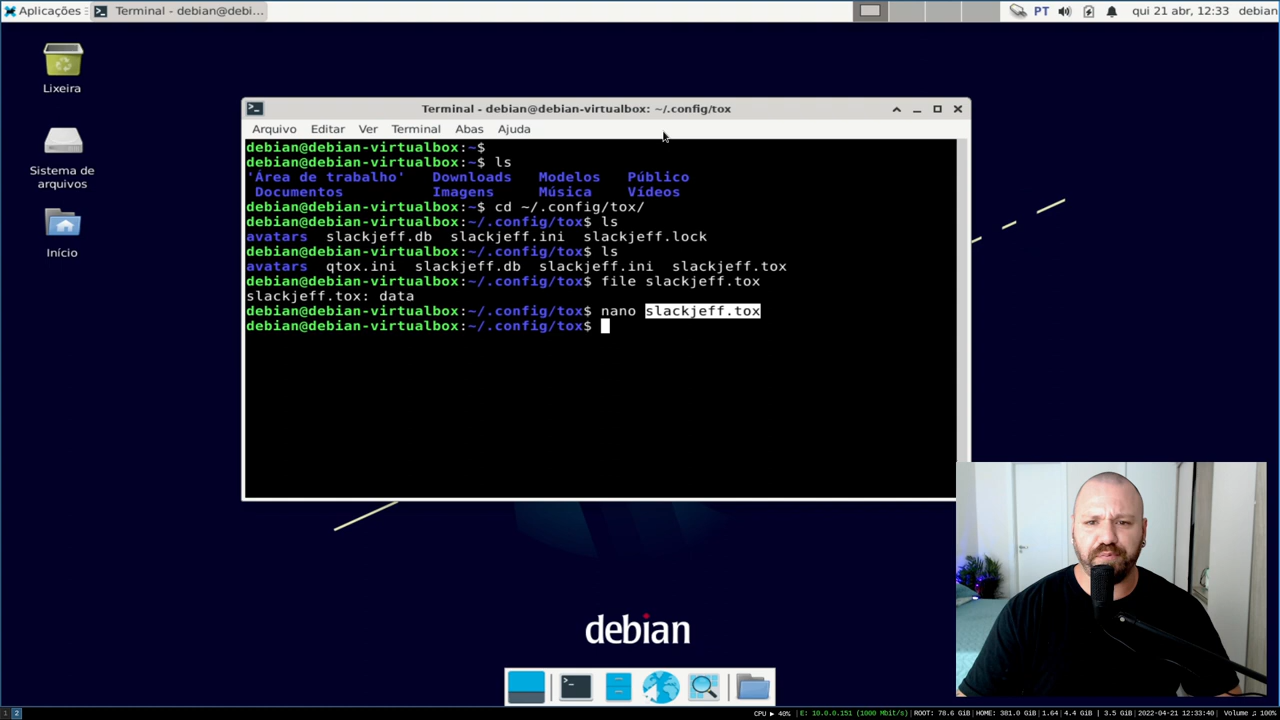 Aplicações
Terminal - debian@debi...
PT
qui 21 abr, 12:33
debian
Lixeira
Sistema de
arquivos
Início
Terminal - debian@debian-virtualbox: ~/.config/tox
Arquivo Editar Ver Terminal Abas Ajuda
debian@debian-virtualbox:~$
debian@debian-virtualbox:~$ ls
'Área de trabalho' Downloads Modelos Público
Documentos Imagens Música Vídeos
debian@debian-virtualbox:~$ cd ~/.config/tox/
debian@debian-virtualbox:~/.config/tox$ ls
avatars slackjeff.db slackjeff.ini slackjeff.lock
debian@debian-virtualbox:~/.config/tox$ ls
avatars qtox.ini slackjeff.db slackjeff.ini slackjeff.tox
debian@debian-virtualbox:~/.config/tox$ file slackjeff.tox
slackjeff.tox: data
debian@debian-virtualbox:~/.config/tox$ nano slackjeff.tox
debian@debian-virtualbox:~/.config/tox$
debian
1 2
CPU ▶ 40% | E: 10.0.0.151 (1000 Mbit/s) | ROOT: 78.6 GiB | HOME: 381.0 GiB | 1.64 | 4.4 GiB | 3.5 GiB | 2022-04-21 12:33:40 | Volume ♫ 100%